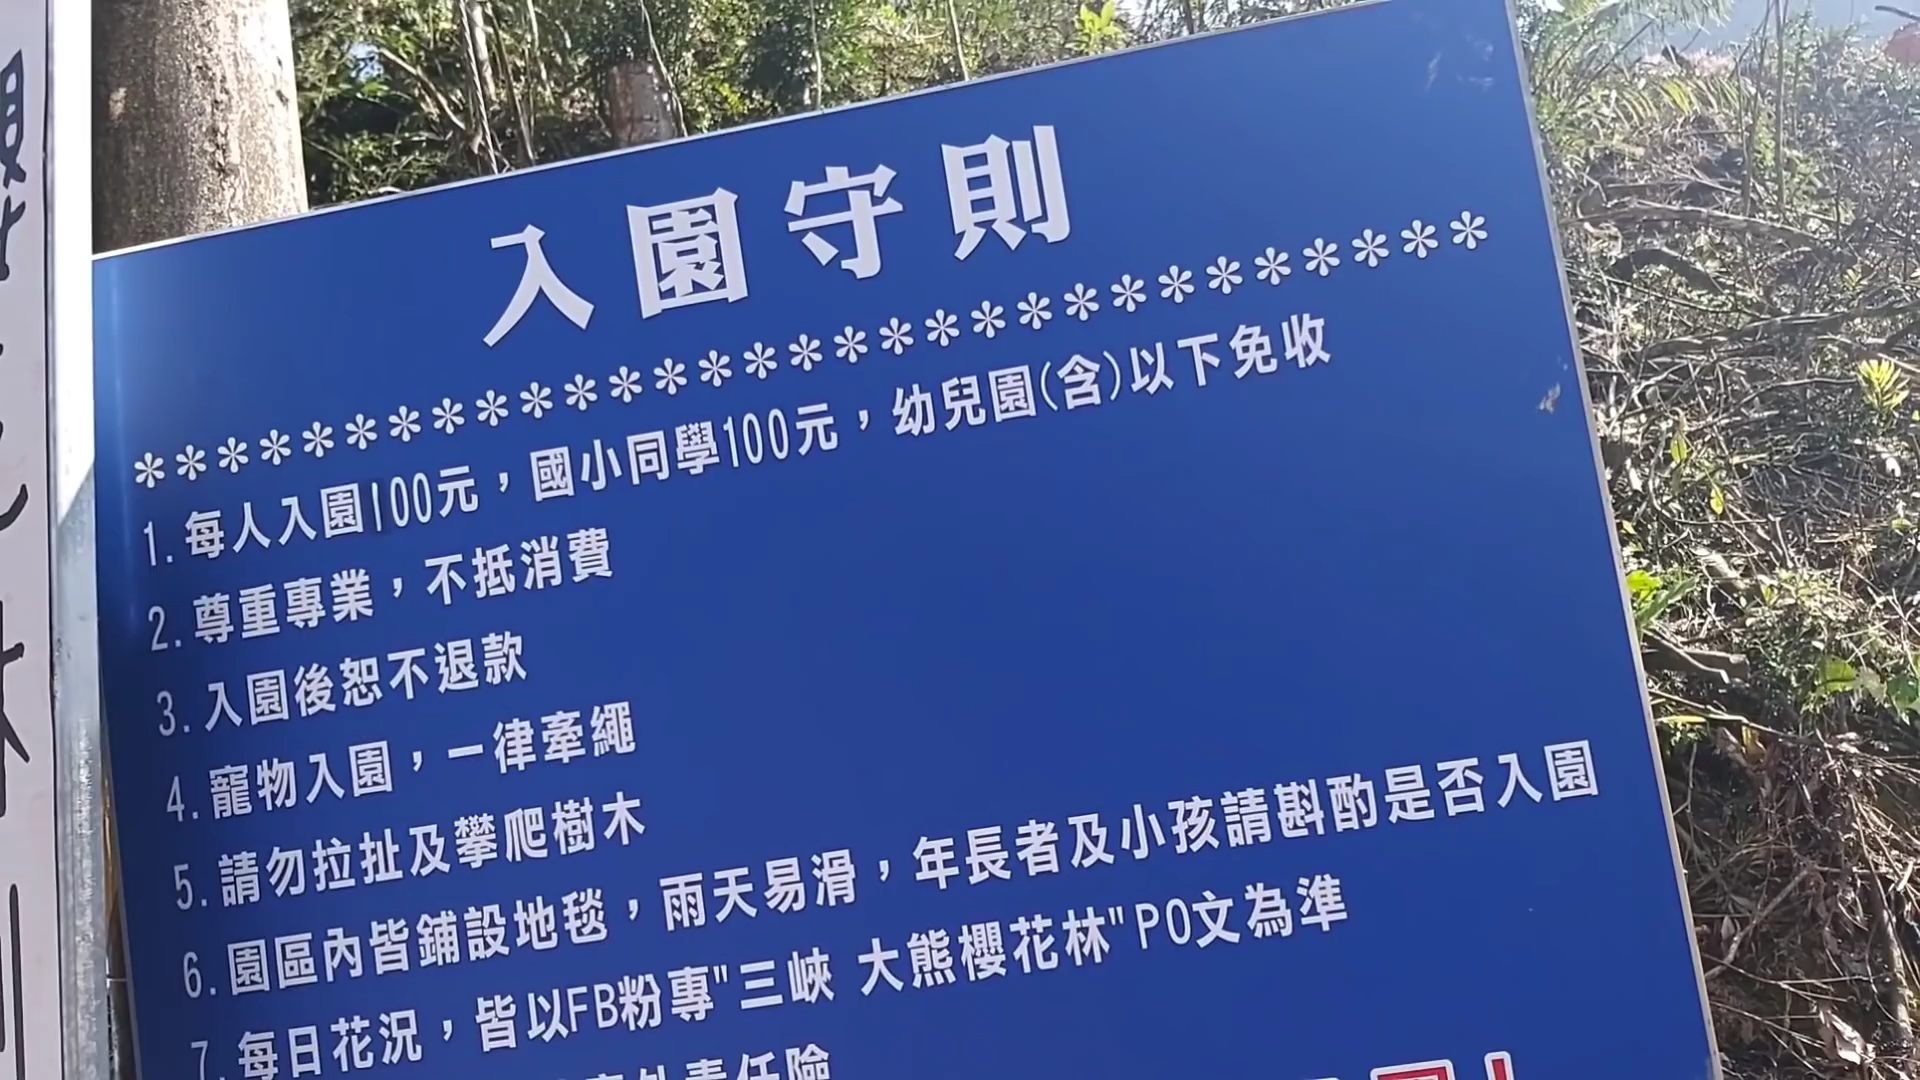 入園守則
******************************
1.每人入園100元，國小同學100元，幼兒園(含)以下免收
2.尊重專業，不抵消費
3.入園後恕不退款
4.寵物入園，一律牽繩
5.請勿拉扯及攀爬樹木
6.園區內皆鋪設地毯，雨天易滑，年長者及小孩請斟酌是否入園
7.每日花況，皆以FB粉專"三峽 大熊櫻花林"PO文為準
意外責任險